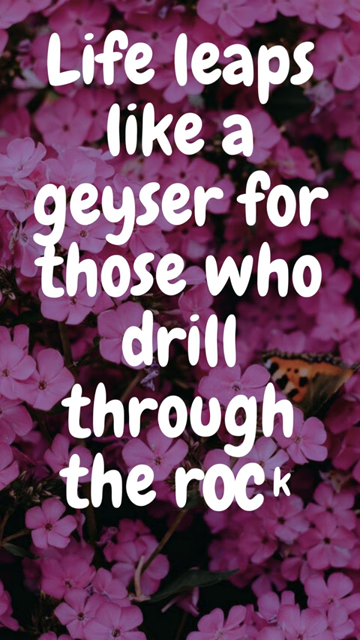 Life leaps
like a
geyser for
those who
drill
through
the rock